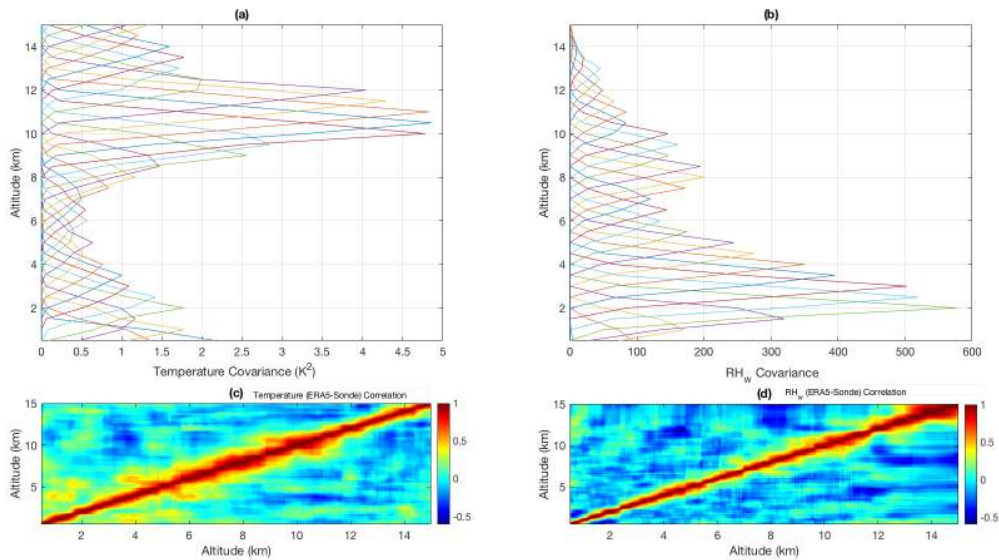 (a)
14
12
10
8
6
4
2
Altitude (km)
0 0.5 1 1.5 2 2.5 3 3.5 4 4.5 5
Temperature Covariance (K²)
(b)
14
12
10
8
6
4
2
Altitude (km)
0 100 200 300 400 500 600
RH_w Covariance
(c) Temperature (ERA5-Sonde) Correlation
15
10
5
Altitude (km)
2 4 6 8 10 12 14
Altitude (km)
1
0.5
0
-0.5
(d) RH_w (ERA5-Sonde) Correlation
15
10
5
Altitude (km)
2 4 6 8 10 12 14
Altitude (km)
1
0.5
0
-0.5